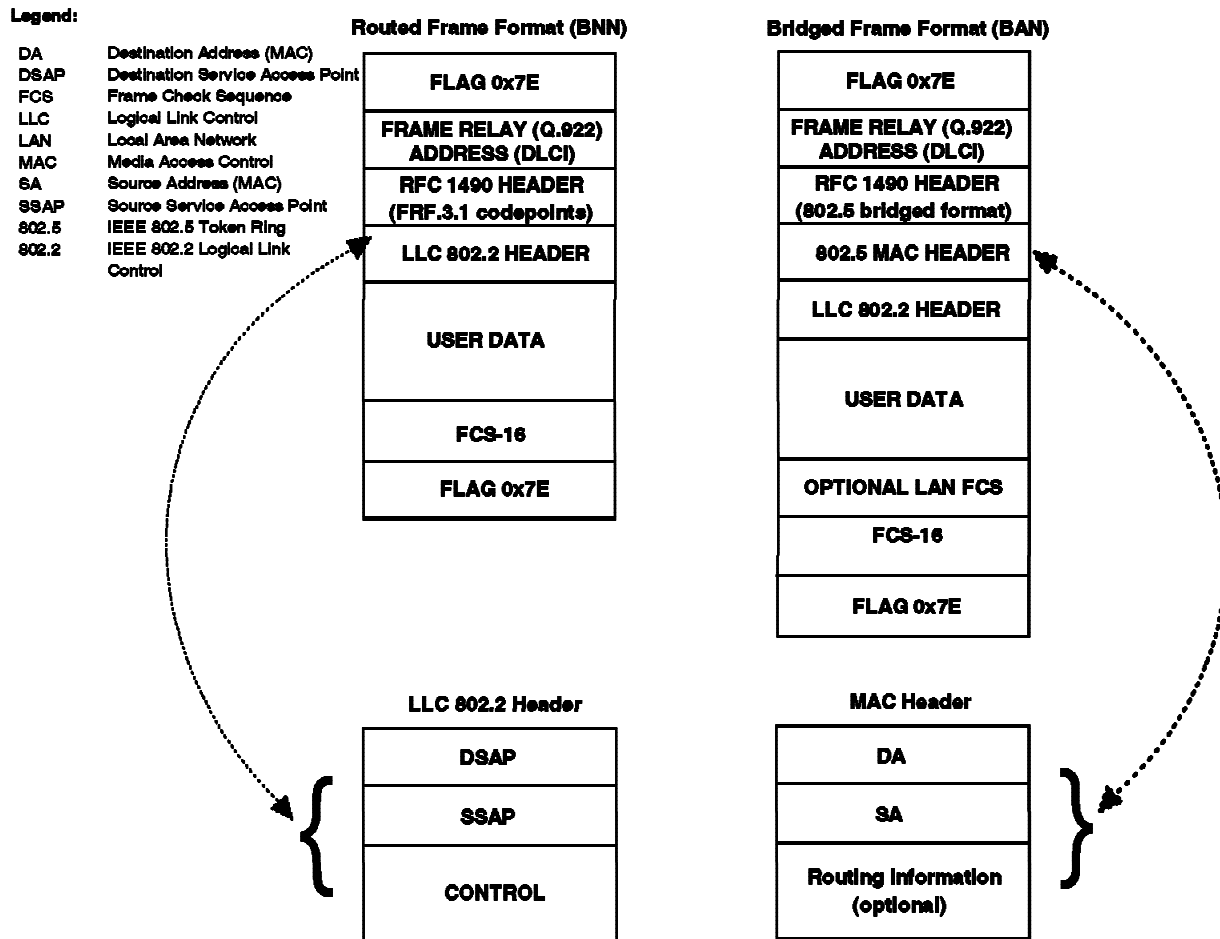 Legend:
DA Destination Address (MAC)
DSAP Destination Service Access Point
FCS Frame Check Sequence
LLC Logical Link Control
LAN Local Area Network
MAC Media Access Control
SA Source Address (MAC)
SSAP Source Service Access Point
802.5 IEEE 802.5 Token Ring
802.2 IEEE 802.2 Logical Link
Control
Routed Frame Format (BNN)
FLAG 0x7E
FRAME RELAY (Q.922)
ADDRESS (DLCI)
RFC 1490 HEADER
(FRF.3.1 codepoints)
LLC 802.2 HEADER
USER DATA
FCS-16
FLAG 0x7E
Bridged Frame Format (BAN)
FLAG 0x7E
FRAME RELAY (Q.922)
ADDRESS (DLCI)
RFC 1490 HEADER
(802.5 bridged format)
802.5 MAC HEADER
LLC 802.2 HEADER
USER DATA
OPTIONAL LAN FCS
FCS-16
FLAG 0x7E
LLC 802.2 Header
DSAP
SSAP
CONTROL
MAC Header
DA
SA
Routing information
(optional)